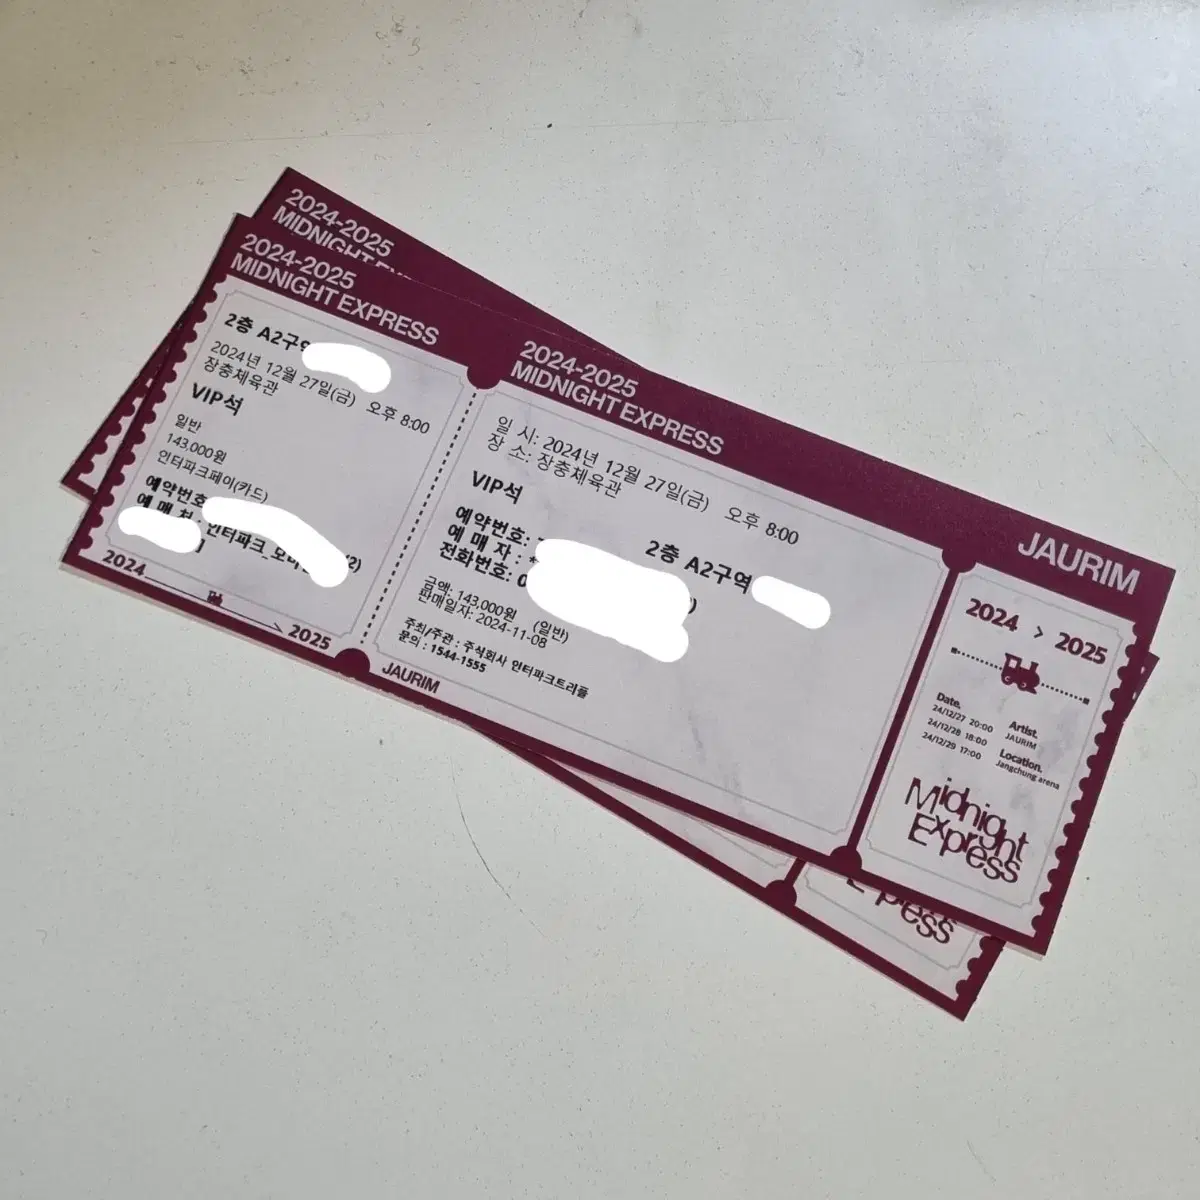 2024-2025
2024-2025
MIDNIGHT EXPRESS
2층 A2구역
2024년 12월 27일(금) 오후 8:00
장충체육관
VIP석
일반
143,000원
인터파크페이(카드)
예약번호
예 매 처 : 인터파크
2024
2025
2024-2025
MIDNIGHT EXPRESS
일 시: 2024년 12월 27일(금) 오후 8:00
장 소: 장충체육관
VIP석
2층 A2구역
예약번호:
예 매 자 : *
전화번호: 0
금액: 143,000원 (일반)
판매일자: 2024-11-08
주최/주관 : 주식회사 인터파크트리플
문의 : 1544-1555
JAURIM
JAURIM
2024 > 2025
Date.
24/12/27 20:00
24/12/28 18:00
24/12/29 17:00
Artist.
JAURIM
Location.
Jangchung arena
Midnight
Express